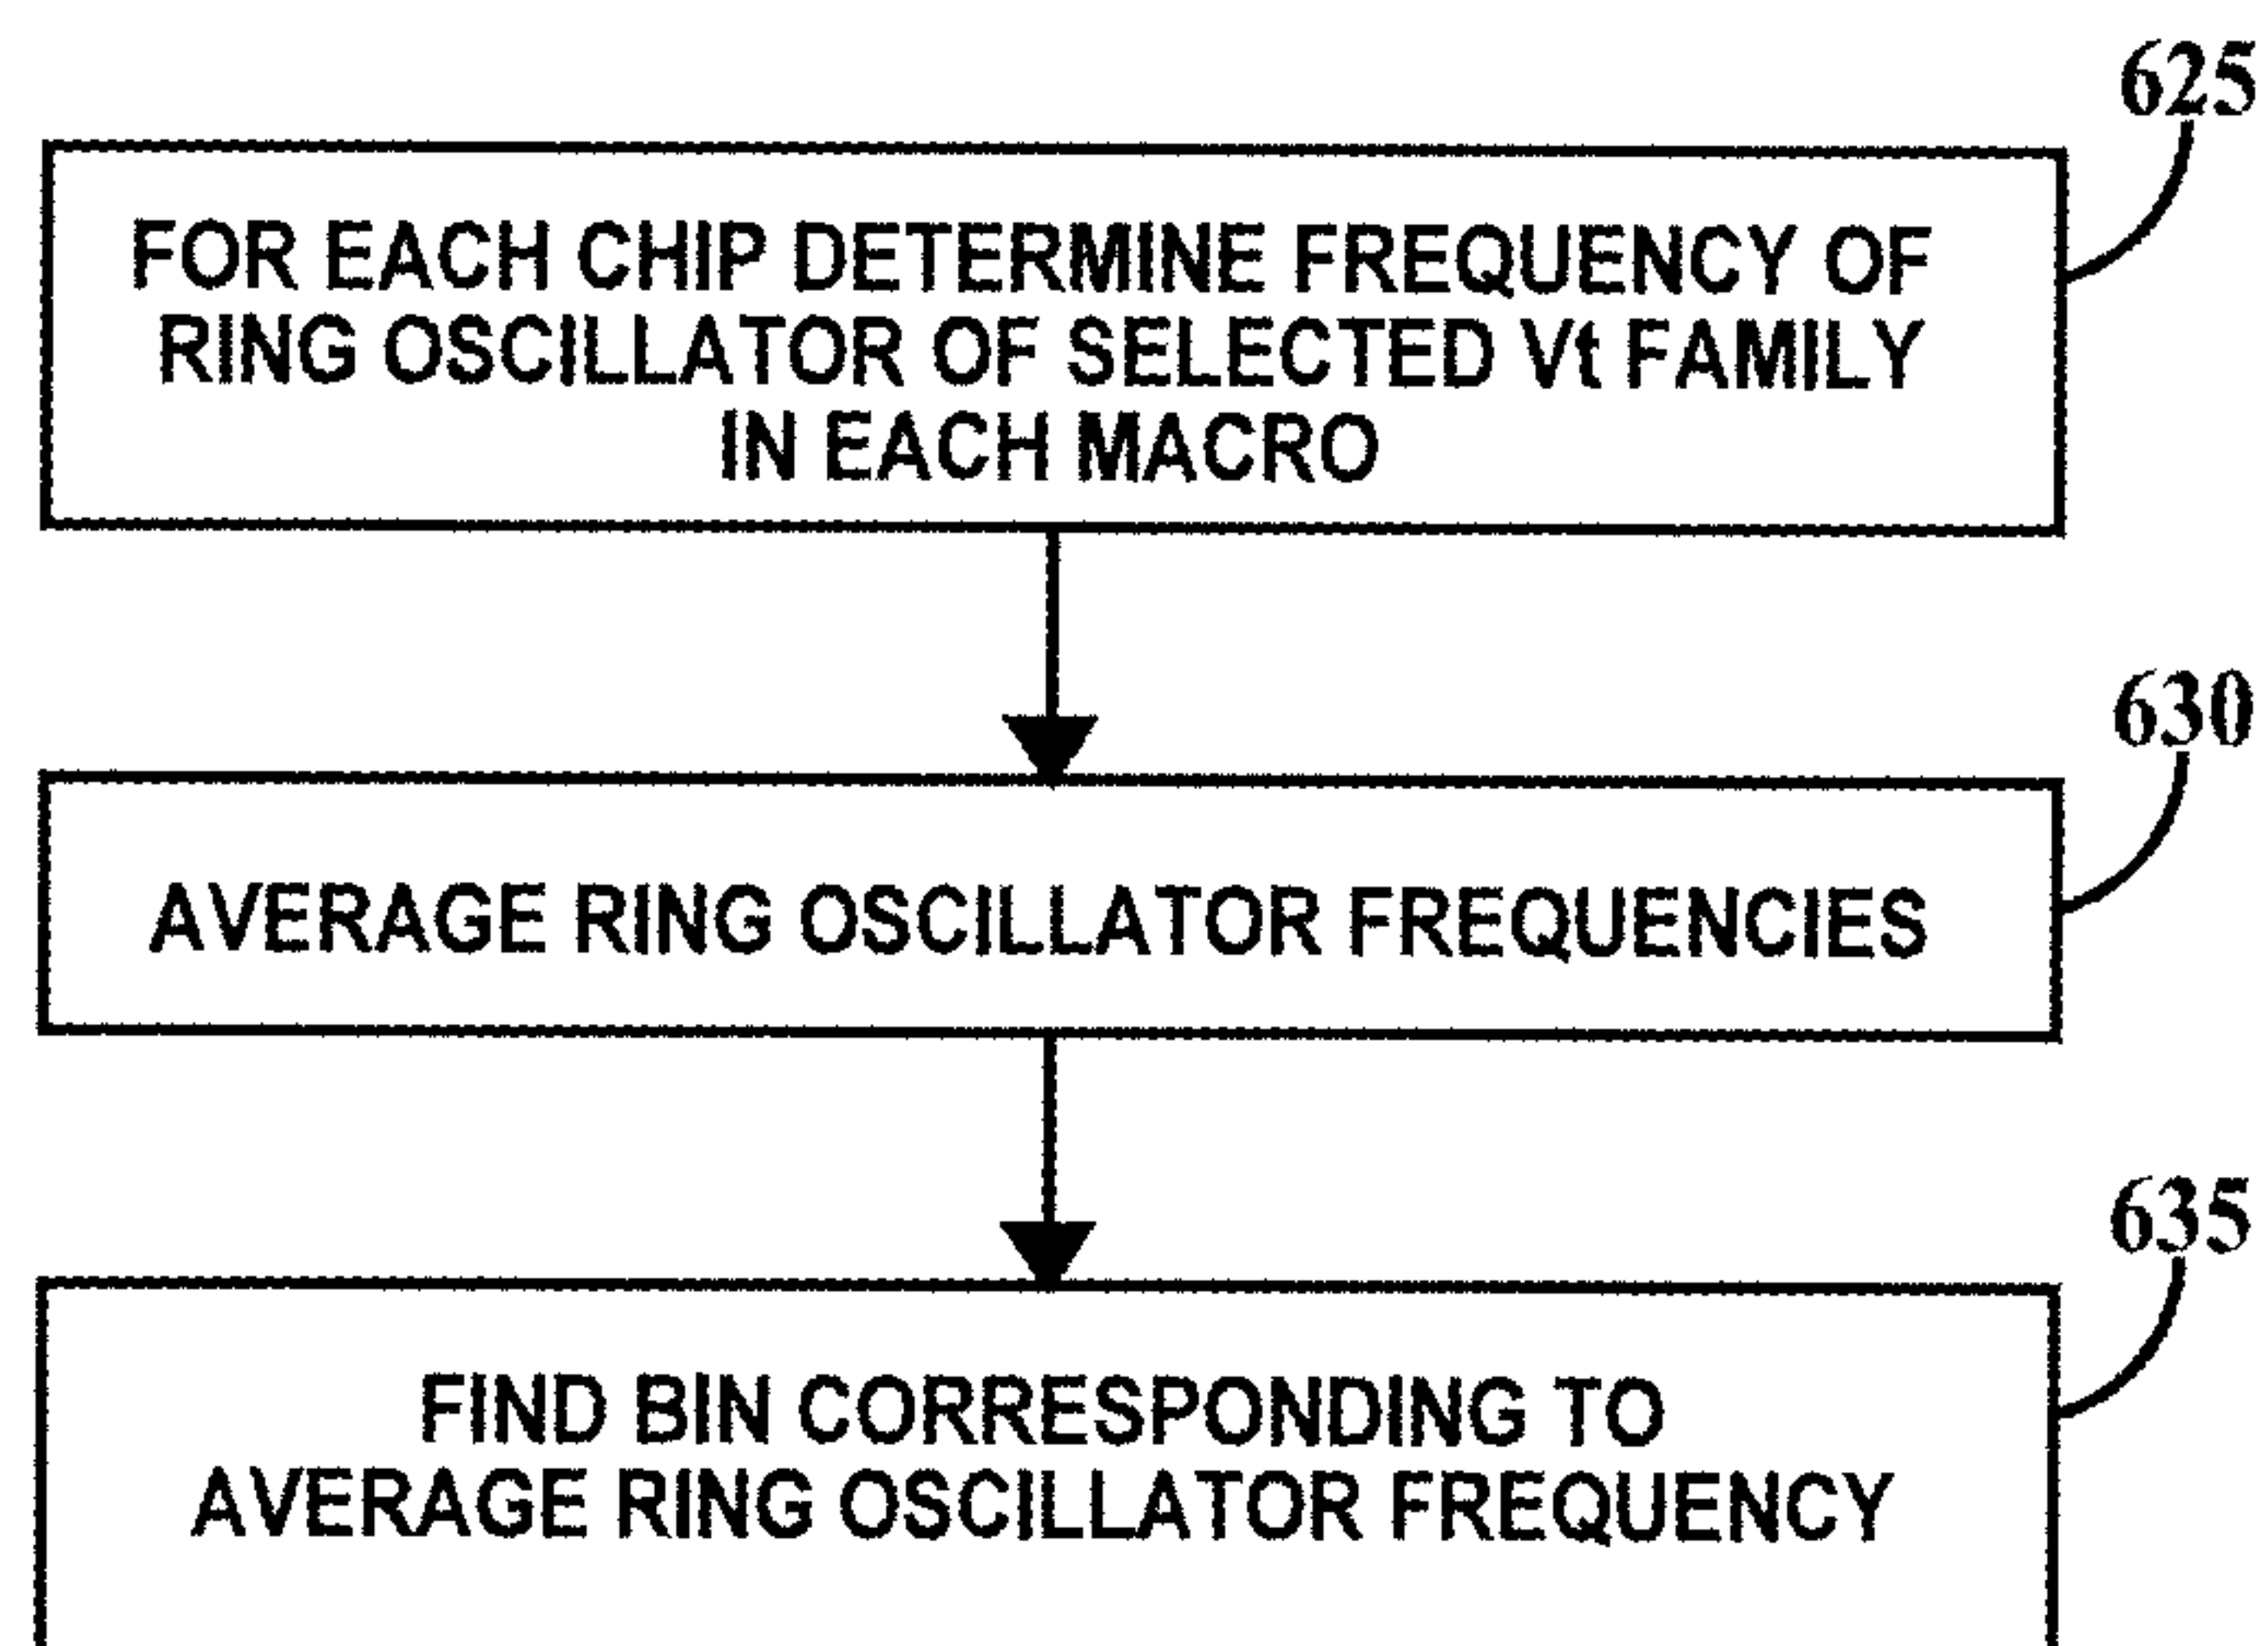 625
FOR EACH CHIP DETERMINE FREQUENCY OF
RING OSCILLATOR OF SELECTED Vt FAMILY
IN EACH MACRO
630
AVERAGE RING OSCILLATOR FREQUENCIES
635
FIND BIN CORRESPONDING TO
AVERAGE RING OSCILLATOR FREQUENCY